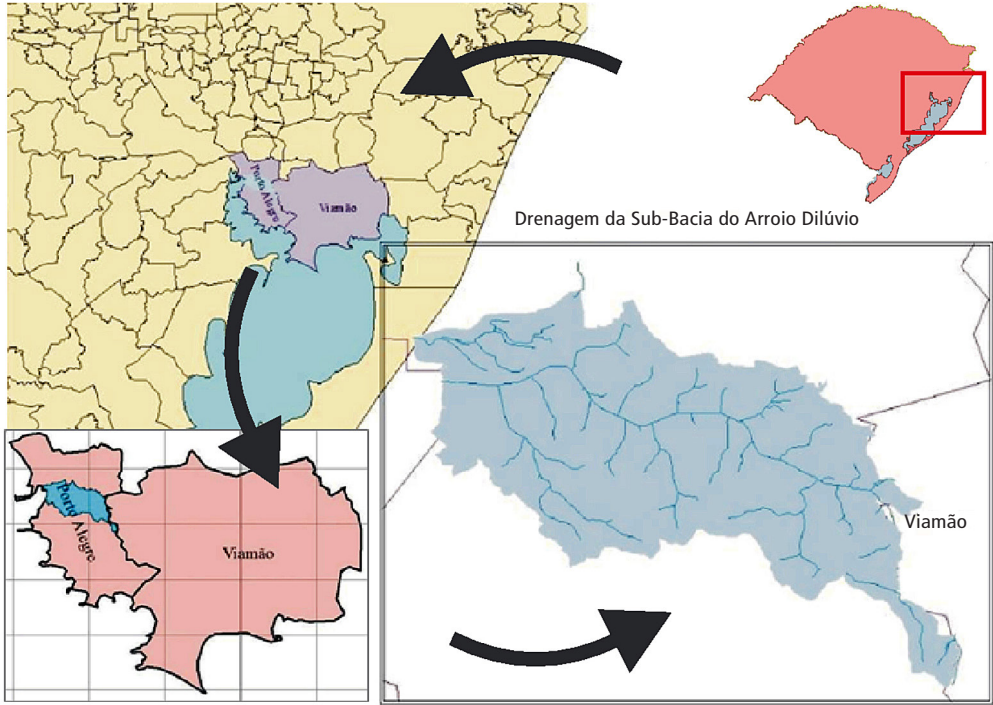 Porto Alegre
Viamão
Drenagem da Sub-Bacia do Arroio Dilúvio
Porto
Alegre
Viamão
Viamão